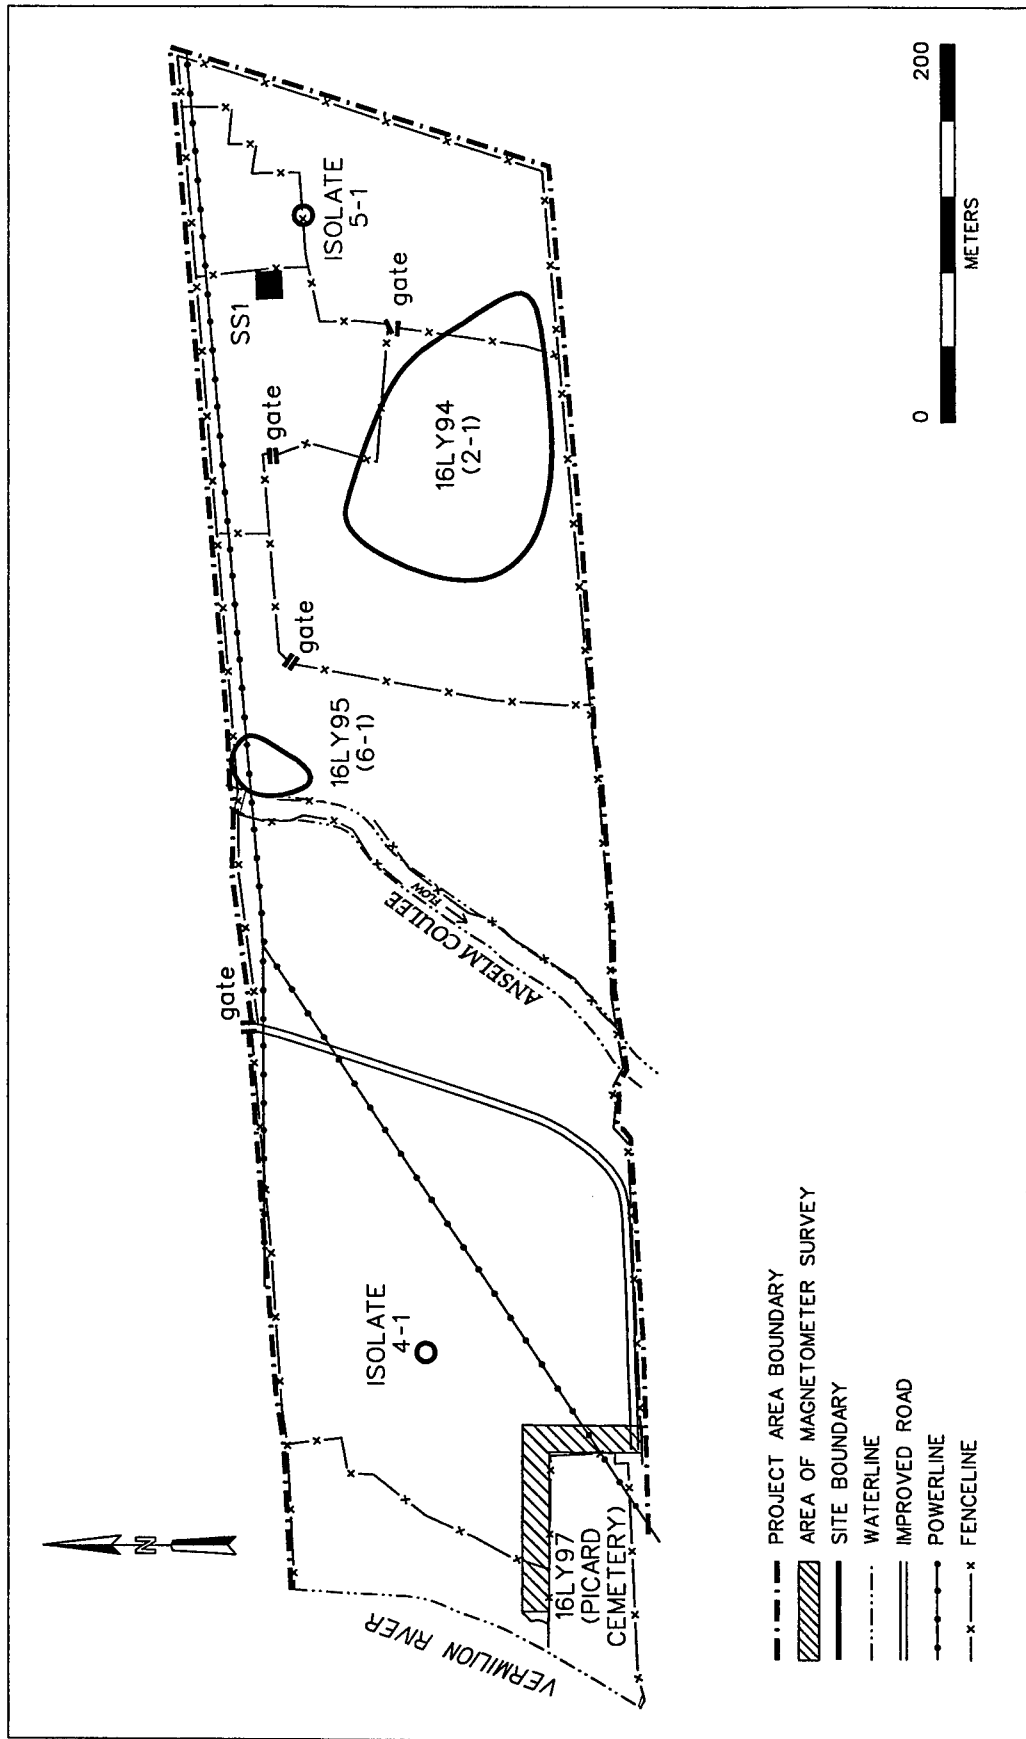 N
VERMILION RIVER
16LY97
(PICARD
CEMETERY)
ISOLATE
4-1
gate
ANSELM COULEE
FLOW
16LY95
(6-1)
gate
gate
16LY94
(2-1)
SS1
gate
ISOLATE
5-1
PROJECT AREA BOUNDARY
AREA OF MAGNETOMETER SURVEY
SITE BOUNDARY
WATERLINE
IMPROVED ROAD
POWERLINE
FENCELINE
0 200
METERS